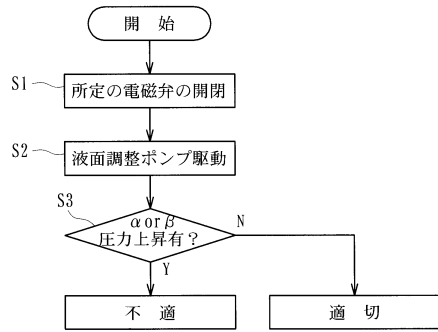 開 始
S1
所定の電磁弁の開閉
S2
液面調整ポンプ駆動
S3
αorβ
圧力上昇有？
N
Y
不 適
適 切